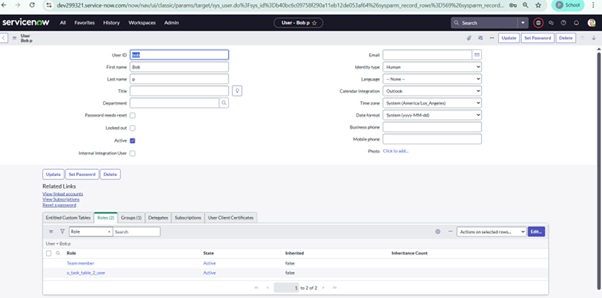 dev299321.service-now.com/now/nav/ui/classic/params/target/sys_user.do%3Fsys_id%3D
servicenow All Favorites History Workspaces Admin User - Bob p Search
User
Bob p
Update Set Password Delete
User ID Bob
First name Bob
Last name p
Title
Department
Password needs reset
Locked out
Active
Internal Integration User
Email
Identity type Human
Language -- None --
Calendar integration Outlook
Time zone System (America/Los_Angeles)
Date format System (yyyy-MM-dd)
Business phone
Mobile phone
Photo Click to add...
Update Set Password Delete
Related Links
View linked accounts
View Subscriptions
Reset a password
Entitled Custom Tables Roles (2) Groups (1) Delegates Subscriptions User Client Certificates
Role Search Actions on selected rows... Edit...
User = Bob p
Role State Inherited Inheritance Count
Team member Active false
u_task_table_2_user Active false
1 to 2 of 2